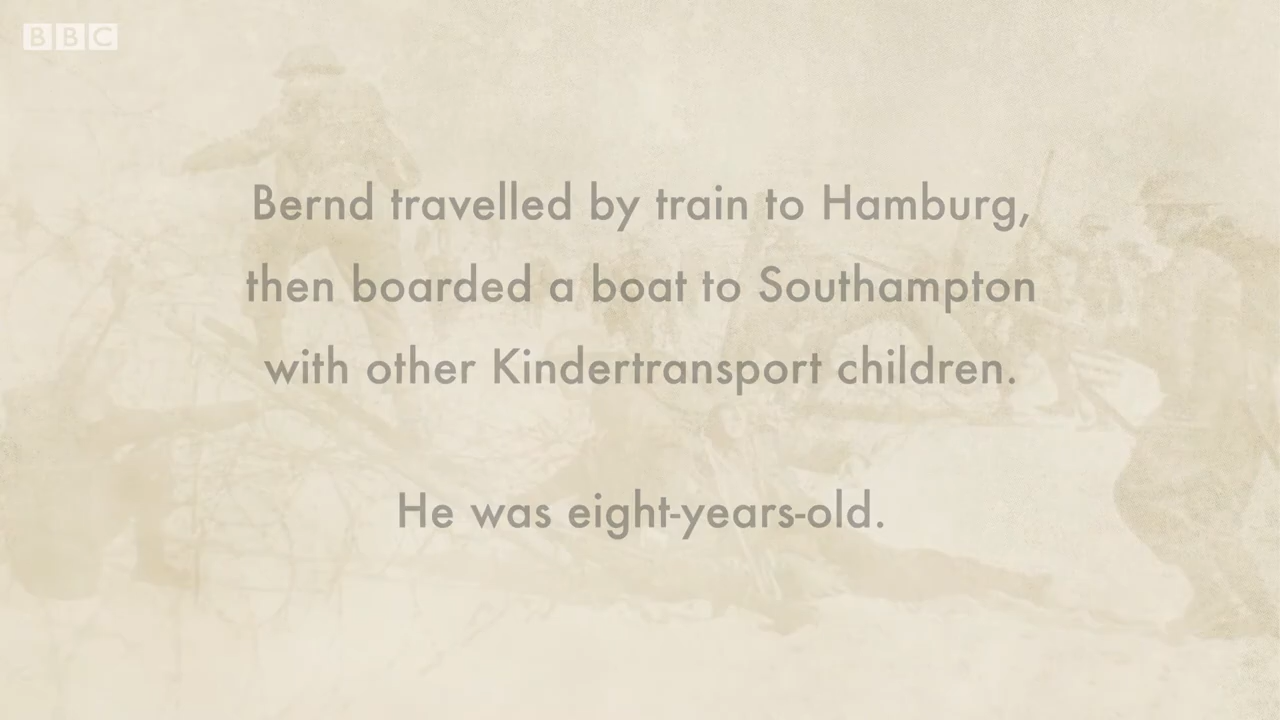 BBC
Bernd travelled by train to Hamburg,
then boarded a boat to Southampton
with other Kindertransport children.
He was eight-years-old.